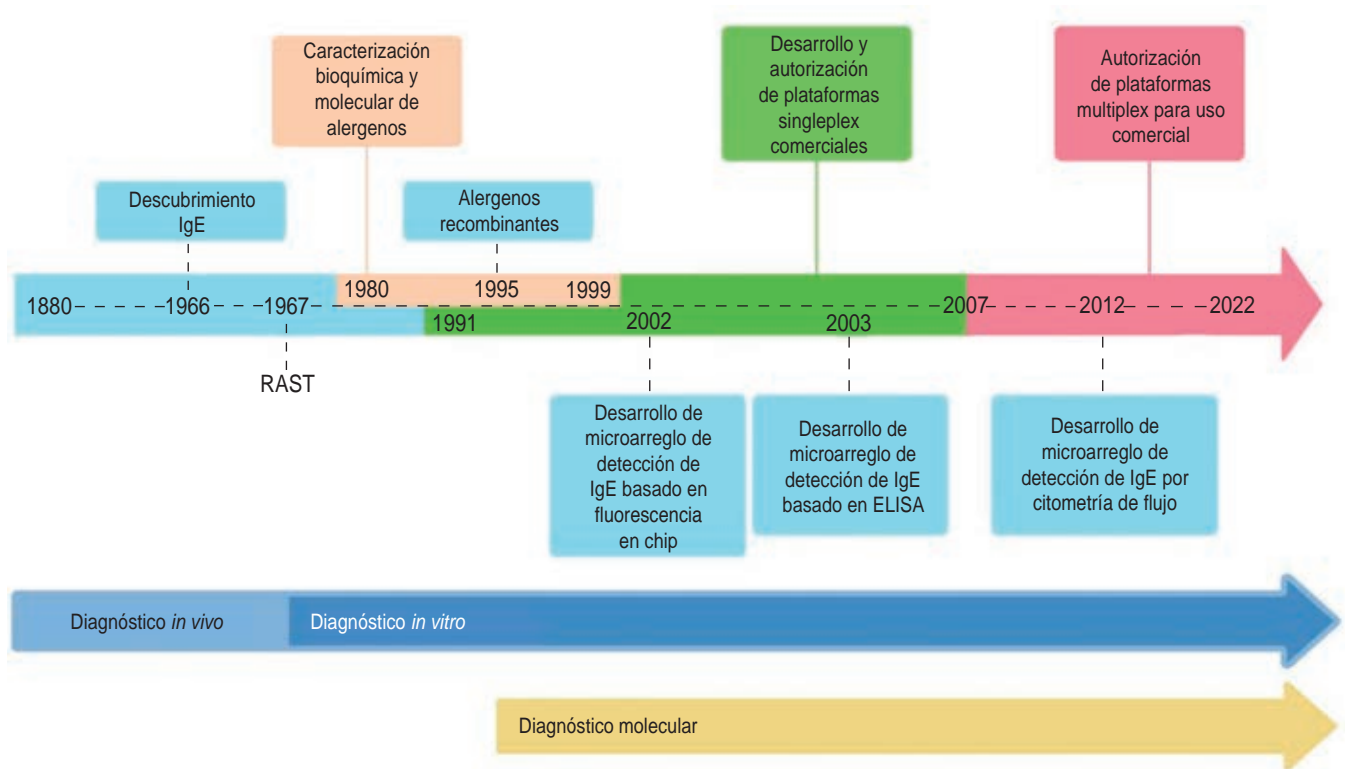 Caracterización
bioquímica y
molecular de
alergenos
Desarrollo y
autorización
de plataformas
singleplex
comerciales
Autorización
de plataformas
multiplex para uso
comercial
Descubrimiento
IgE
Alergenos
recombinantes
1880
1966
1967
1980
1991
1995
1999
2002
2003
2007
2012
2022
RAST
Desarrollo de
microarreglo de
detección de
IgE basado en
fluorescencia
en chip
Desarrollo de
microarreglo de
detección de IgE
basado en ELISA
Desarrollo de
microarreglo de
detección de IgE por
citometría de flujo
Diagnóstico in vivo
Diagnóstico in vitro
Diagnóstico molecular